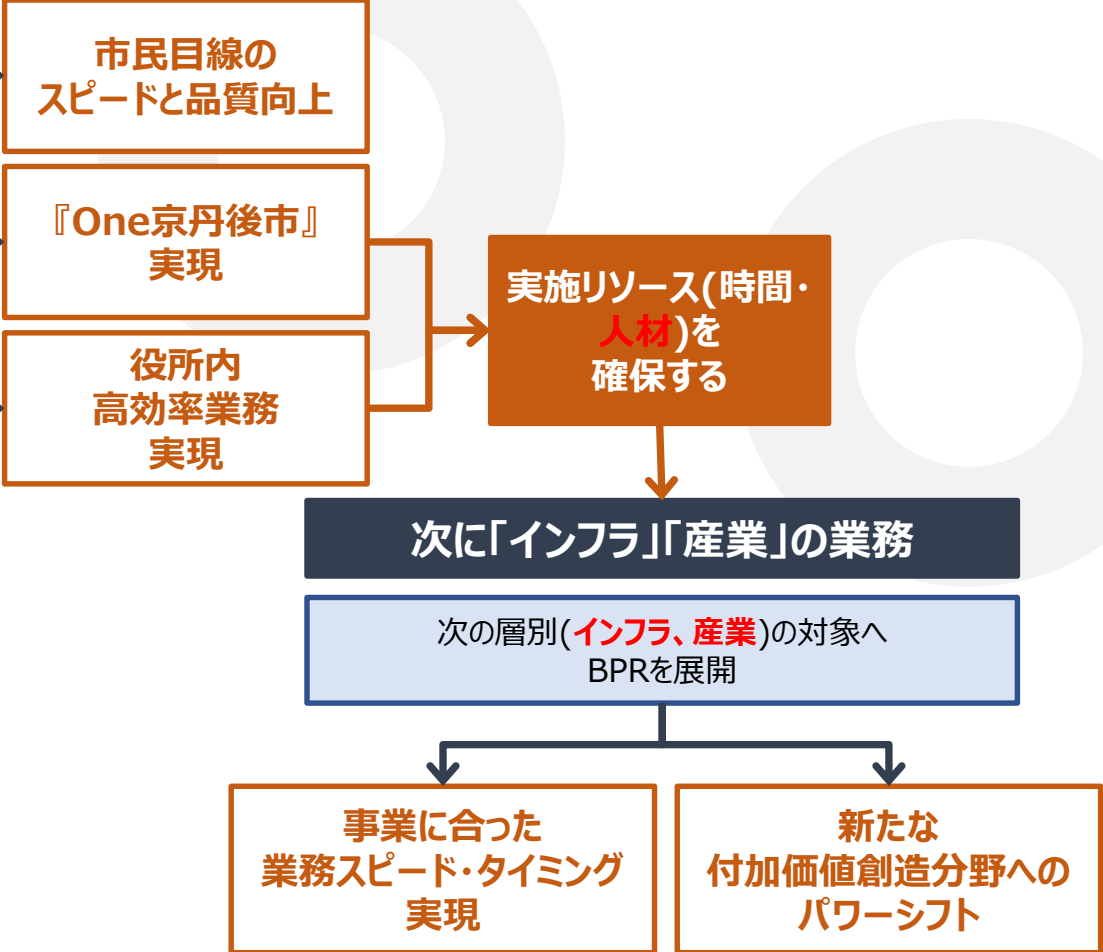 市民目線の
スピードと品質向上
『One京丹後市』
実現
役所内
高効率業務
実現
実施リソース(時間・
人材)を
確保する
次に「インフラ」「産業」の業務
次の層別(インフラ、産業)の対象へ
BPRを展開
事業に合った
業務スピード・タイミング
実現
新たな
付加価値創造分野への
パワーシフト